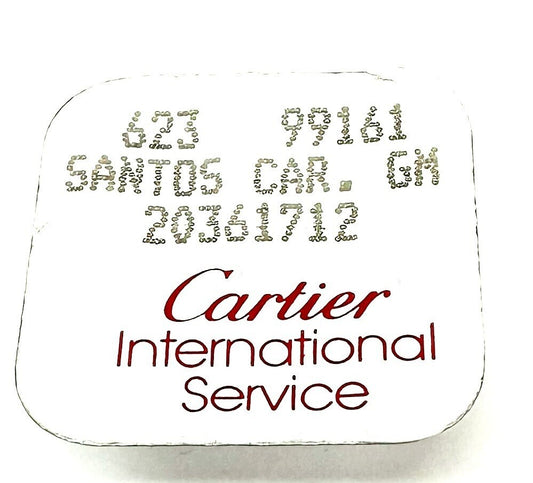 623 99161
SANTOS CAR. GM
20361712
Cartier
International
Service